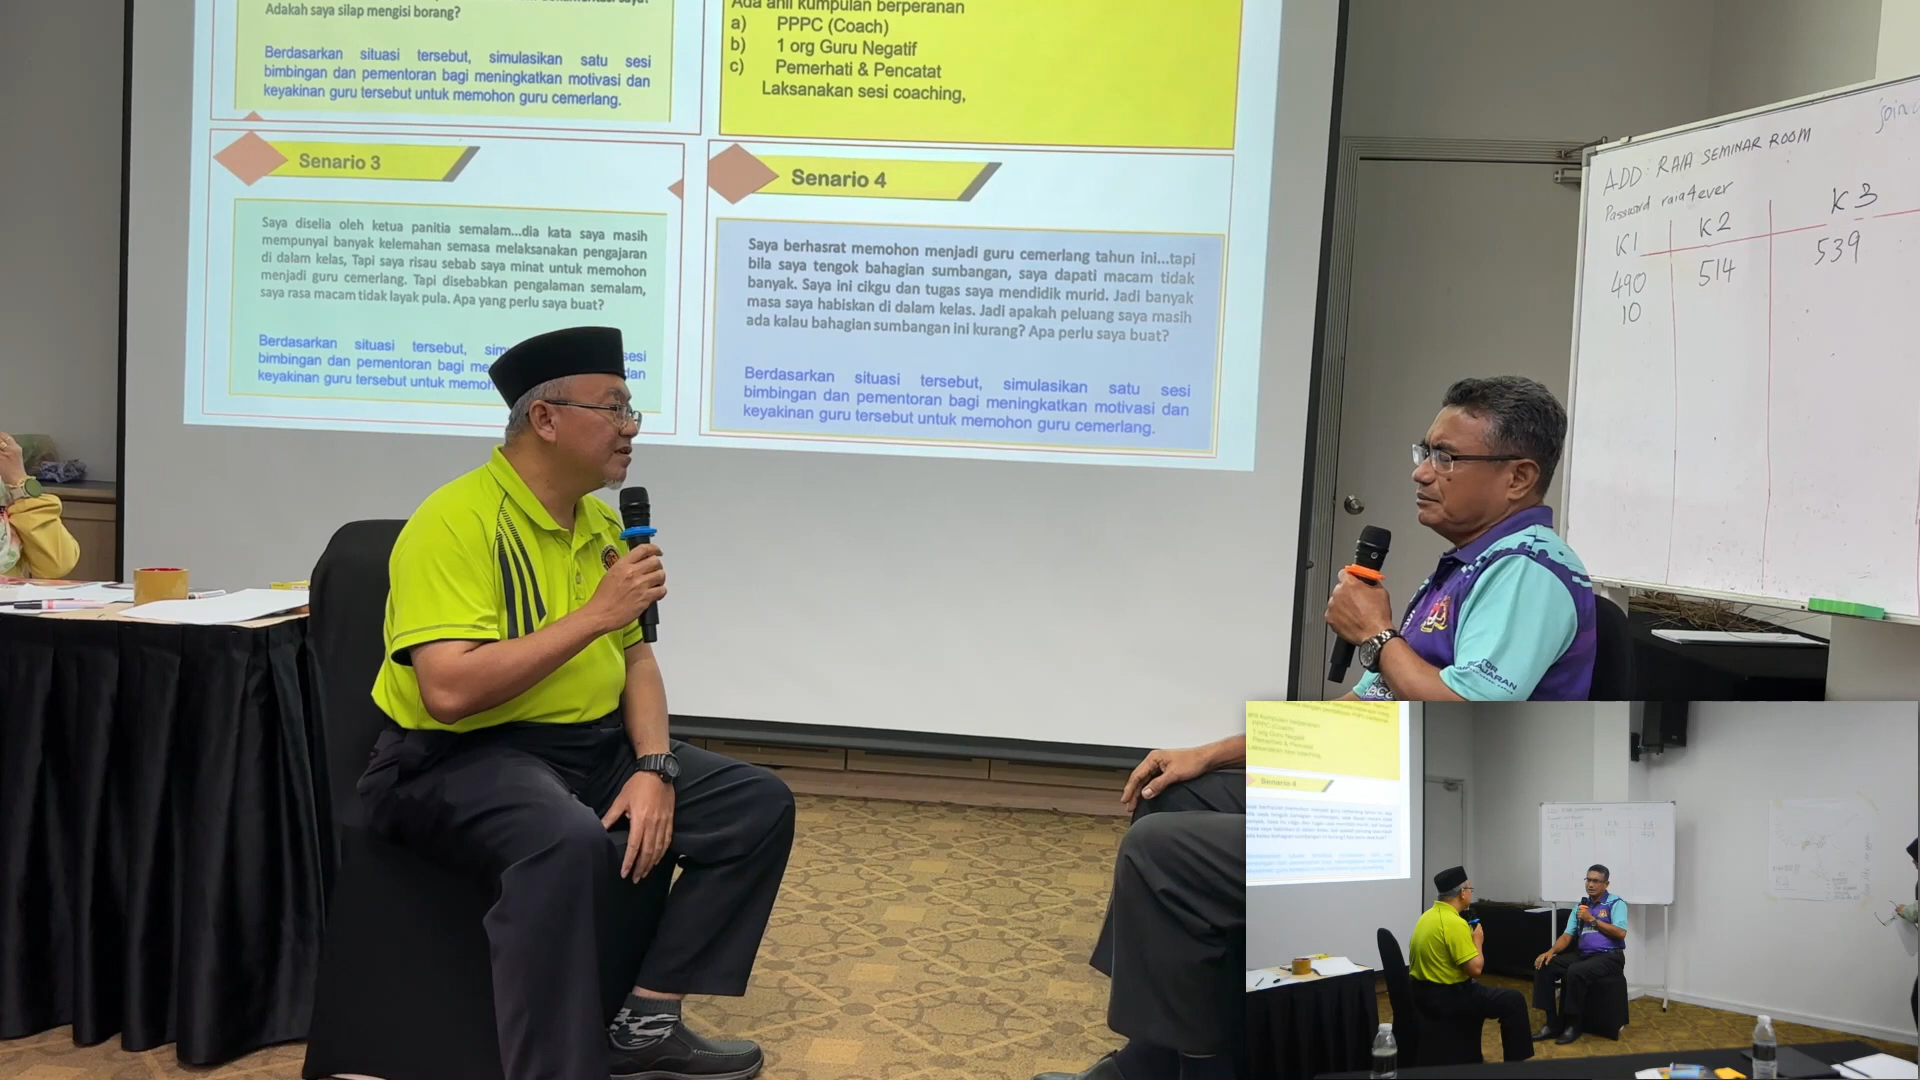 Adakah saya silap mengisi borang?
Berdasarkan situasi tersebut, simulasikan satu sesi
bimbingan dan pementoran bagi meningkatkan motivasi dan
keyakinan guru tersebut untuk memohon guru cemerlang.
Ada ahli kumpulan berperanan
a) PPPC (Coach)
b) 1 org Guru Negatif
c) Pemerhati & Pencatat
Laksanakan sesi coaching,
Senario 3
Saya diselia oleh ketua panitia semalam...dia kata saya masih
mempunyai banyak kelemahan semasa melaksanakan pengajaran
di dalam kelas, Tapi saya risau sebab saya minat untuk memohon
menjadi guru cemerlang. Tapi disebabkan pengalaman semalam,
saya rasa macam tidak layak pula. Apa yang perlu saya buat?
Berdasarkan situasi tersebut, sesi
bimbingan dan pementoran bagi dan
keyakinan guru tersebut untuk
Senario 4
Saya berhasrat memohon menjadi guru cemerlang tahun ini...tapi
bila saya tengok bahagian sumbangan, saya dapati macam tidak
banyak. Saya ini cikgu dan tugas saya mendidik murid. Jadi banyak
masa saya habiskan di dalam kelas. Jadi apakah peluang saya masih
ada kalau bahagian sumbangan ini kurang? Apa perlu saya buat?
Berdasarkan situasi tersebut, simulasikan satu sesi
bimbingan dan pementoran bagi meningkatkan motivasi dan
keyakinan guru tersebut untuk memohon guru cemerlang.
ADD: RAIA SEMINAR ROOM
Password raia4ever
K1 K2 K3
490 514 539
10
Senario 4